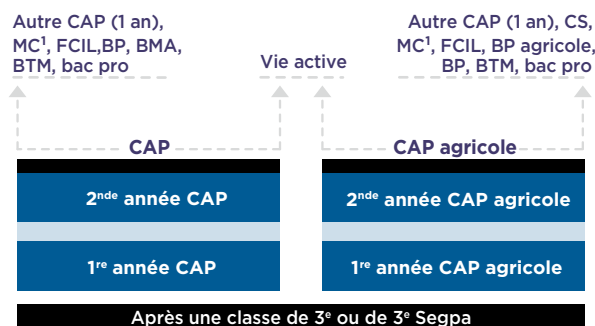 Autre CAP (1 an),
MC¹, FCIL,BP, BMA,
BTM, bac pro
Vie active
Autre CAP (1 an), CS,
MC¹, FCIL, BP agricole,
BP, BTM, bac pro
CAP
CAP agricole
2nde année CAP
2nde année CAP agricole
1re année CAP
1re année CAP agricole
Après une classe de 3e ou de 3e Segpa